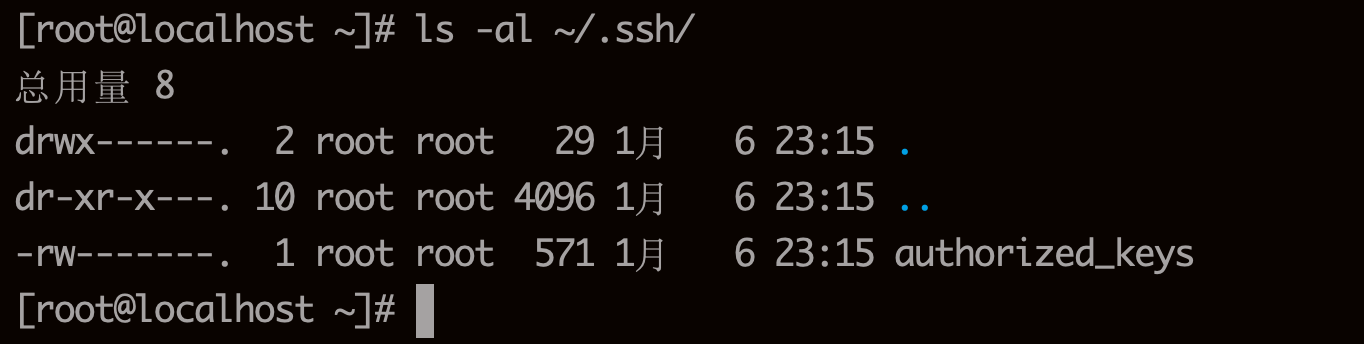 [root@localhost ~]# ls -al ~/.ssh/
总用量 8
drwx------.  2 root root   29 1月   6 23:15 .
dr-xr-x---. 10 root root 4096 1月   6 23:15 ..
-rw-------.  1 root root  571 1月   6 23:15 authorized_keys
[root@localhost ~]#